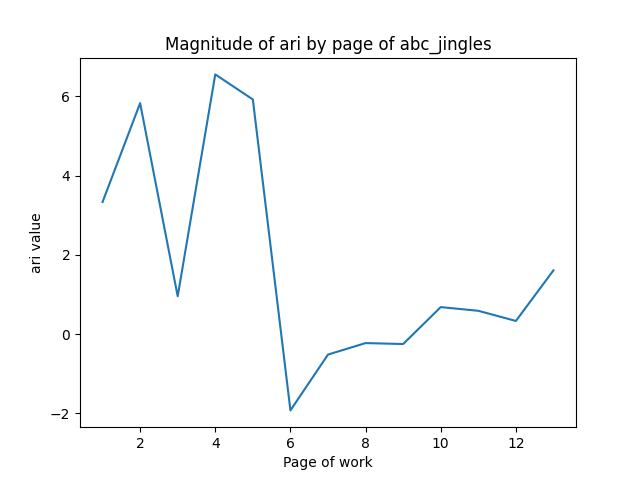 Magnitude of ari by page of abc_jingles
6
4
2
0
−2
ari value
2 4 6 8 10 12
Page of work